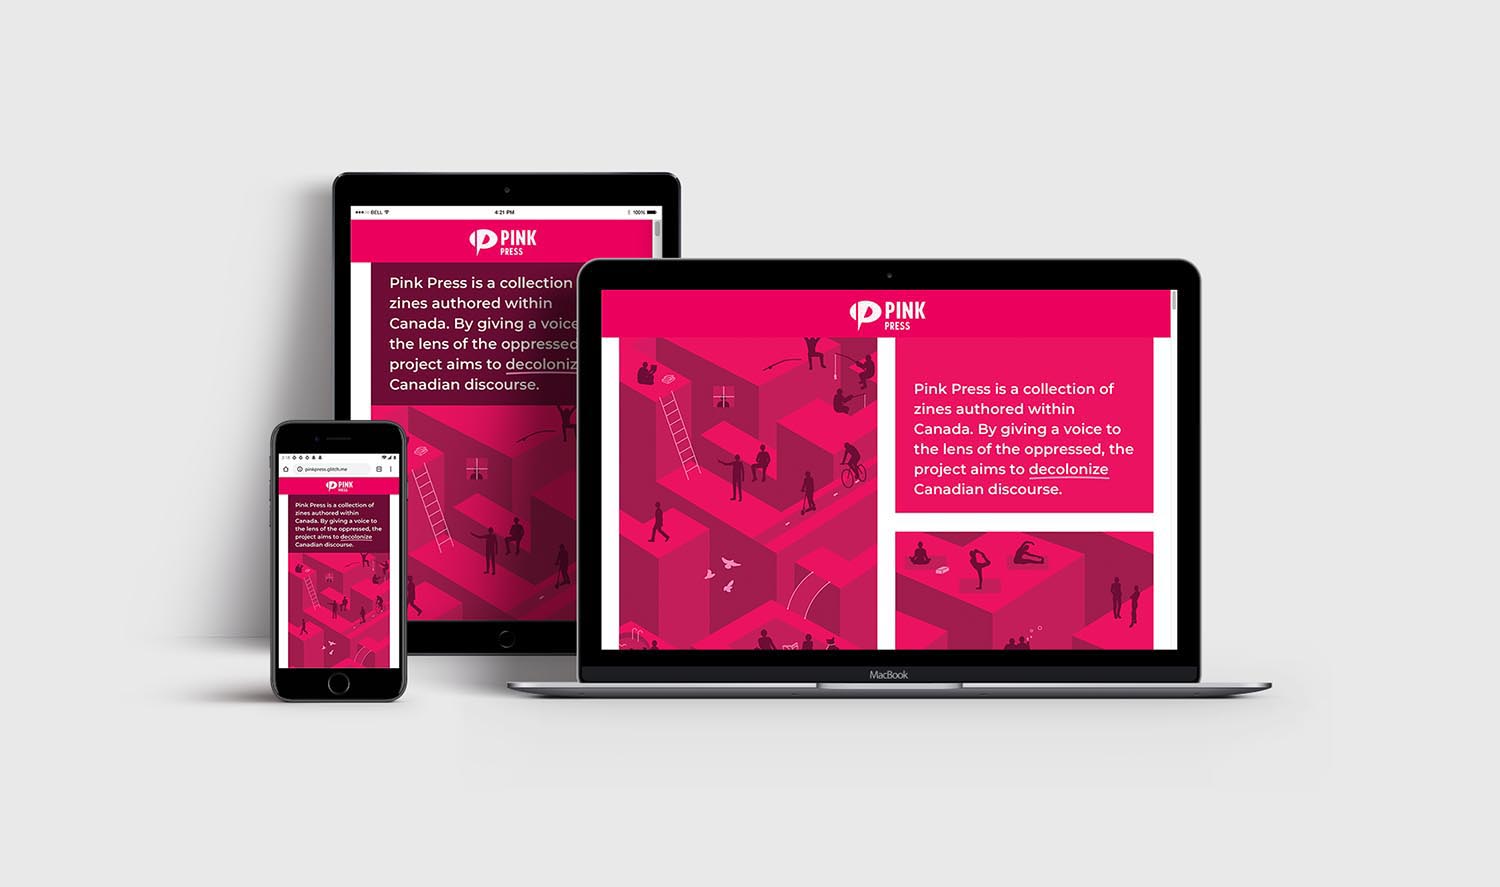 ●●●○○ BELL
4:21 PM
100%
PINK
PRESS
Pink Press is a collection
zines authored within
Canada. By giving a voice
the lens of the oppressed
project aims to decoloniz
Canadian discourse.
pinkpress.glitch.me
PINK
PRESS
Pink Press is a collection of
zines authored within
Canada. By giving a voice to
the lens of the oppressed, the
project aims to decolonize
Canadian discourse.
PINK
PRESS
Pink Press is a collection of
zines authored within
Canada. By giving a voice to
the lens of the oppressed, the
project aims to decolonize
Canadian discourse.
MacBook